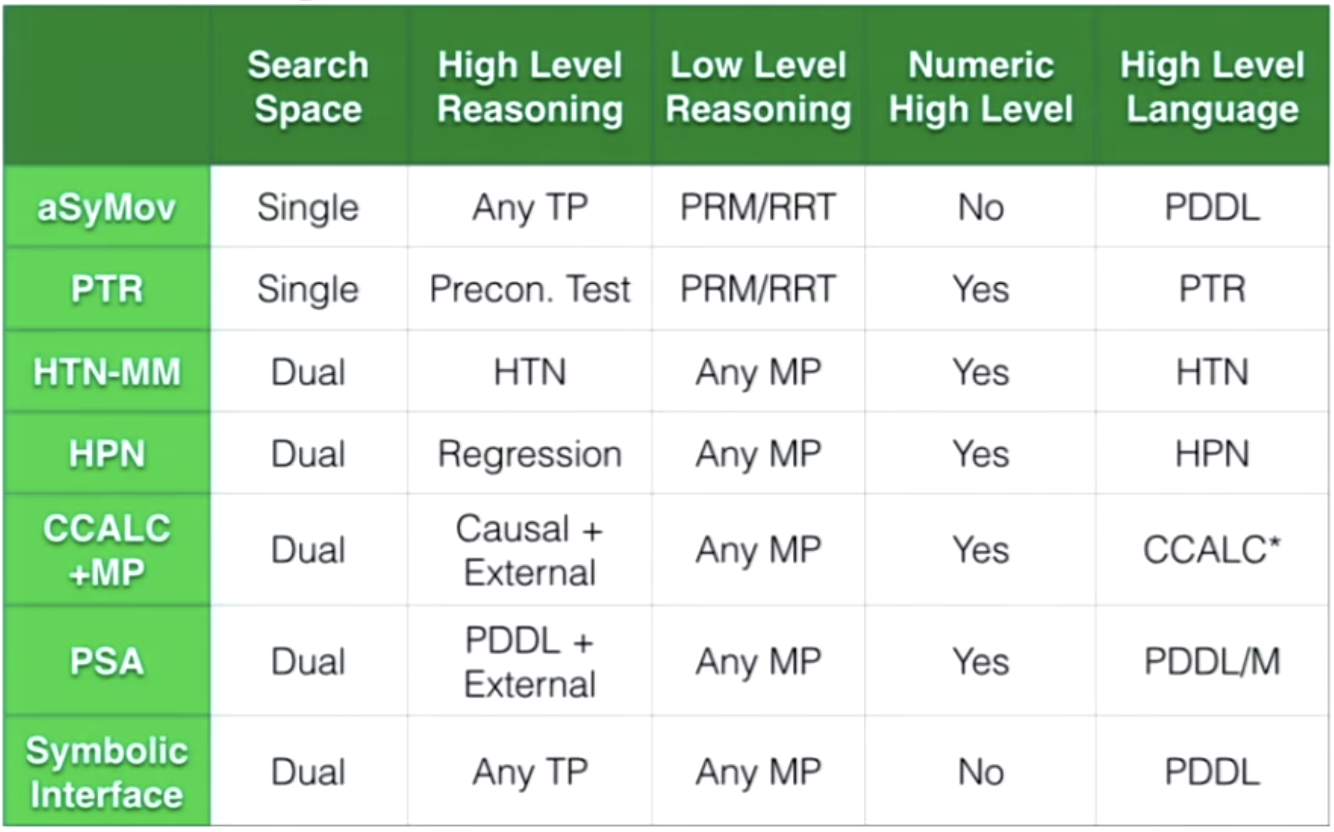 Search Space | High Level Reasoning | Low Level Reasoning | Numeric High Level | High Level Language
aSyMov | Single | Any TP | PRM/RRT | No | PDDL
PTR | Single | Precon. Test | PRM/RRT | Yes | PTR
HTN-MM | Dual | HTN | Any MP | Yes | HTN
HPN | Dual | Regression | Any MP | Yes | HPN
CCALC +MP | Dual | Causal + External | Any MP | Yes | CCALC*
PSA | Dual | PDDL + External | Any MP | Yes | PDDL/M
Symbolic Interface | Dual | Any TP | Any MP | No | PDDL